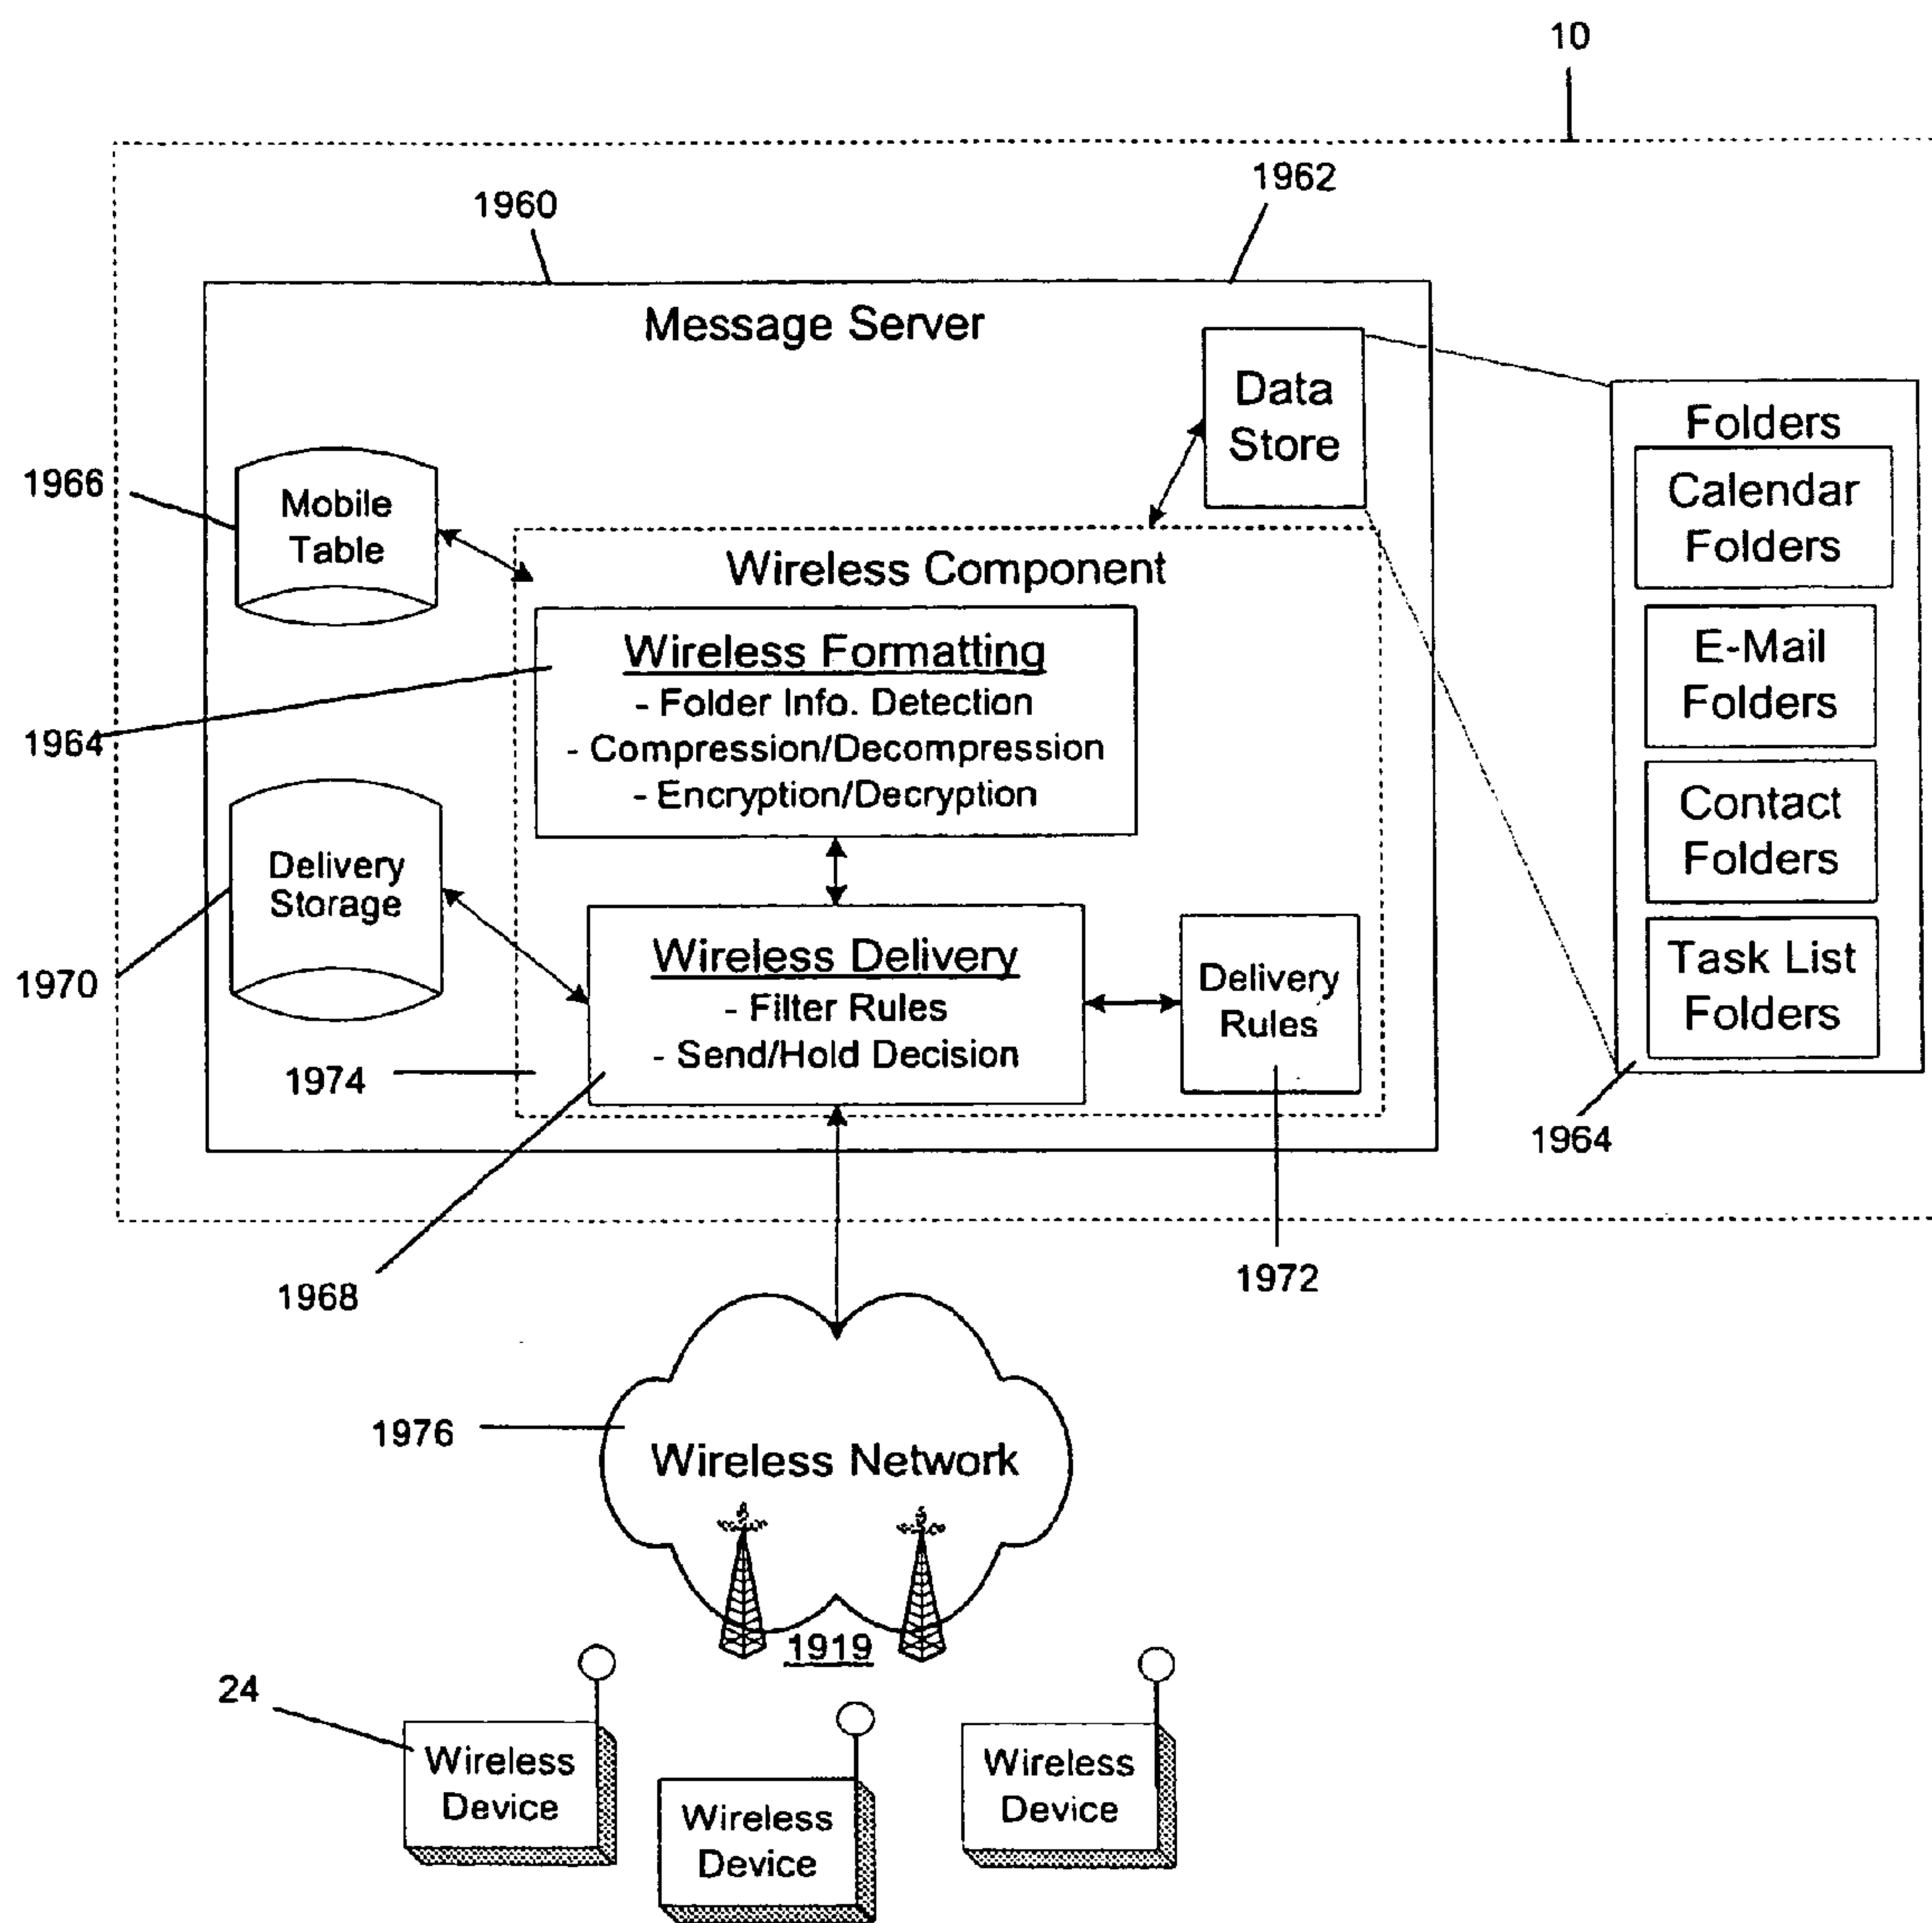 10
1960
1962
Message Server
Data
Store
Folders
Calendar
Folders
E-Mail
Folders
Contact
Folders
Task List
Folders
1964
1966
Mobile
Table
Wireless Component
Wireless Formatting
- Folder Info. Detection
- Compression/Decompression
- Encryption/Decryption
1964
Delivery
Storage
1970
Wireless Delivery
- Filter Rules
- Send/Hold Decision
Delivery
Rules
1974
1968
1972
1976
Wireless Network
1919
24
Wireless
Device
Wireless
Device
Wireless
Device